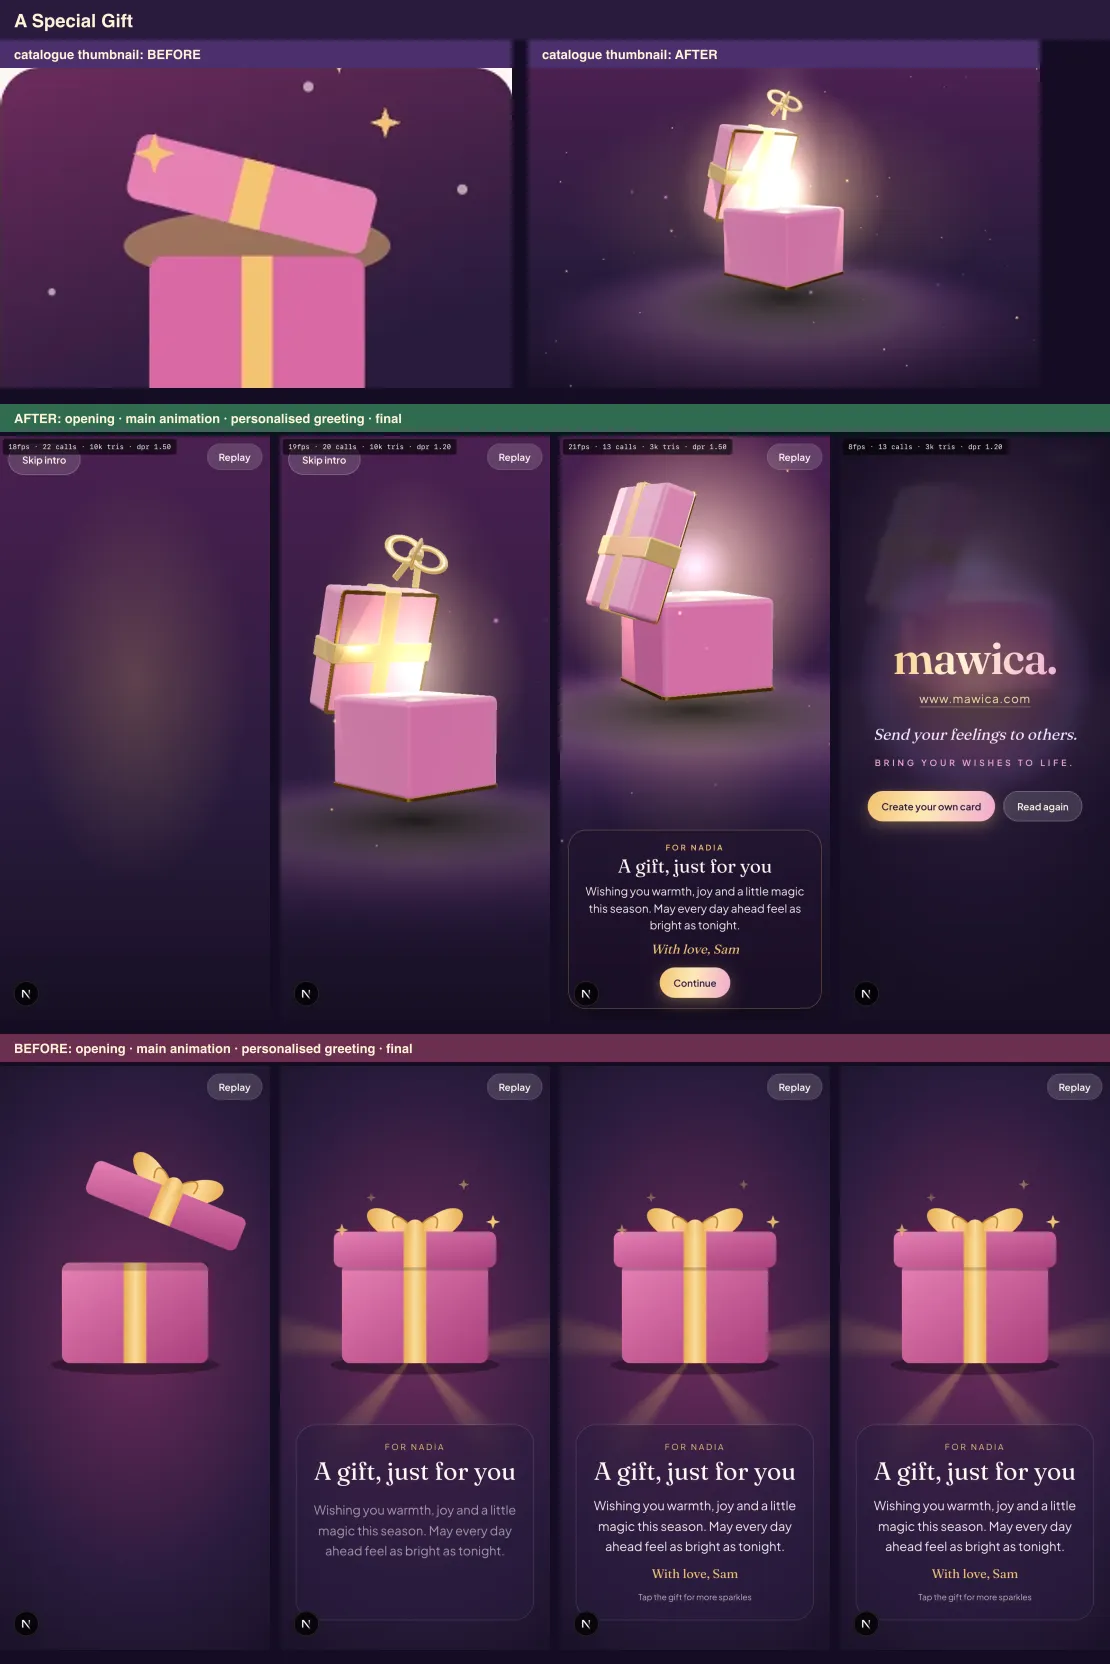 A Special Gift
catalogue thumbnail: BEFORE
catalogue thumbnail: AFTER
AFTER: opening · main animation · personalised greeting · final
18fps · 22 calls · 10k tris · dpr 1.50
Skip intro
Replay
19fps · 20 calls · 10k tris · dpr 1.20
Skip intro
Replay
21fps · 13 calls · 3k tris · dpr 1.50
Replay
FOR NADIA
A gift, just for you
Wishing you warmth, joy and a little magic
this season. May every day ahead feel as
bright as tonight.
With love, Sam
Continue
8fps · 13 calls · 3k tris · dpr 1.20
mawica.
www.mawica.com
Send your feelings to others.
BRING YOUR WISHES TO LIFE.
Create your own card
Read again
N
N
N
N
BEFORE: opening · main animation · personalised greeting · final
Replay
Replay
FOR NADIA
A gift, just for you
Wishing you warmth, joy and a little
magic this season. May every day
ahead feel as bright as tonight.
Replay
FOR NADIA
A gift, just for you
Wishing you warmth, joy and a little
magic this season. May every day
ahead feel as bright as tonight.
With love, Sam
Tap the gift for more sparkles
Replay
FOR NADIA
A gift, just for you
Wishing you warmth, joy and a little
magic this season. May every day
ahead feel as bright as tonight.
With love, Sam
Tap the gift for more sparkles
N
N
N
N